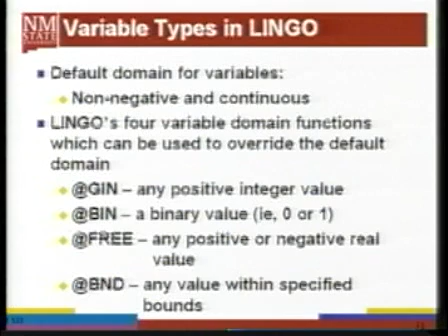 NM
STATE
Variable Types in LINGO
Default domain for variables:
Non-negative and continuous
LINGO's four variable domain functions
which can be used to override the default
domain
@GIN – any positive integer value
@BIN – a binary value (ie, 0 or 1)
@FREE – any positive or negative real
value
@BND – any value within specified
bounds